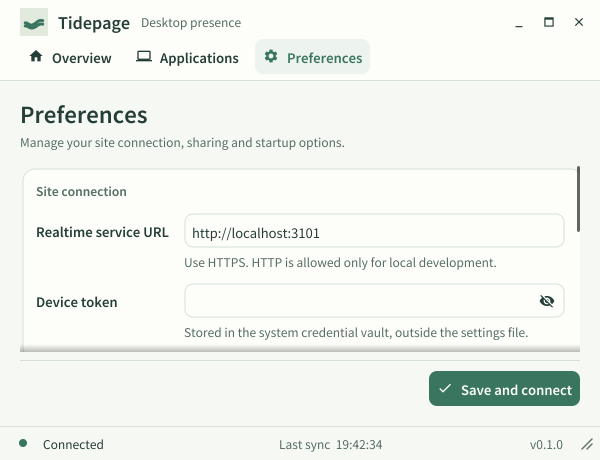 Tidepage Desktop presence
Overview Applications Preferences
Preferences
Manage your site connection, sharing and startup options.
Site connection
Realtime service URL http://localhost:3101
Use HTTPS. HTTP is allowed only for local development.
Device token
Stored in the system credential vault, outside the settings file.
Save and connect
Connected Last sync 19:42:34 v0.1.0